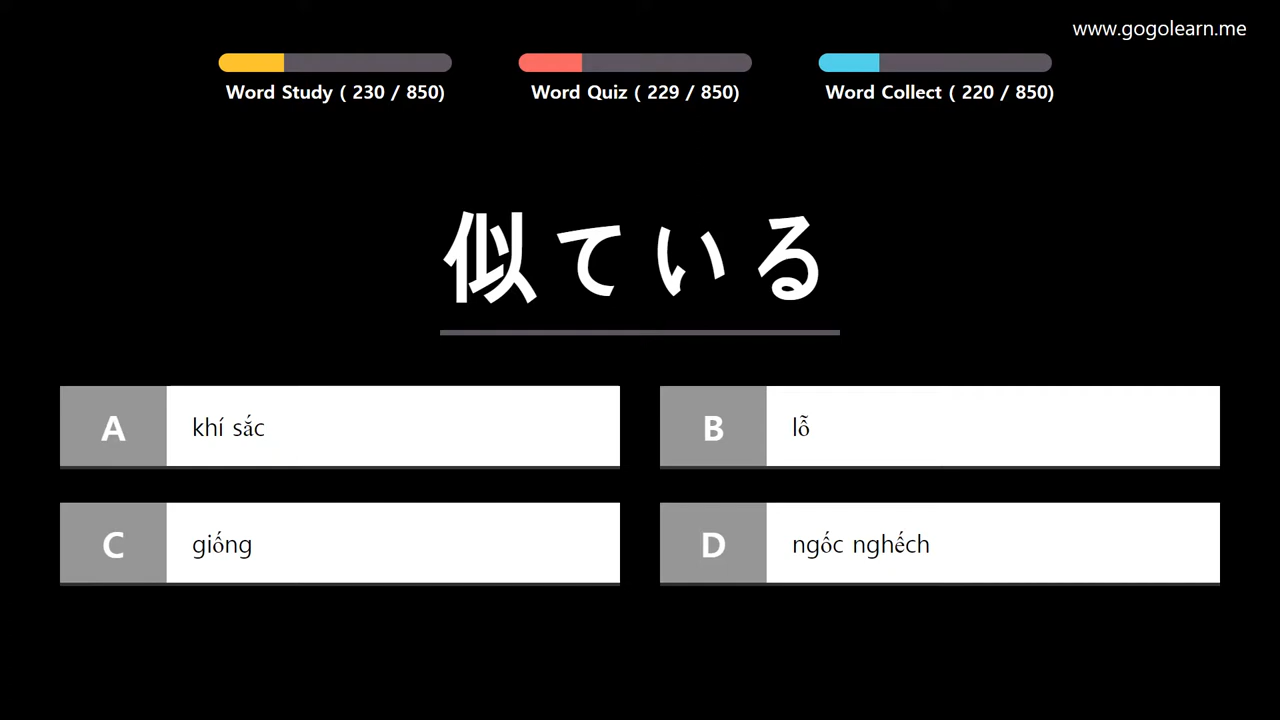 www.gogolearn.me
Word Study ( 230 / 850)
Word Quiz ( 229 / 850)
Word Collect ( 220 / 850)
似ている
A khí sắc
B lỗ
C giống
D ngốc nghếch